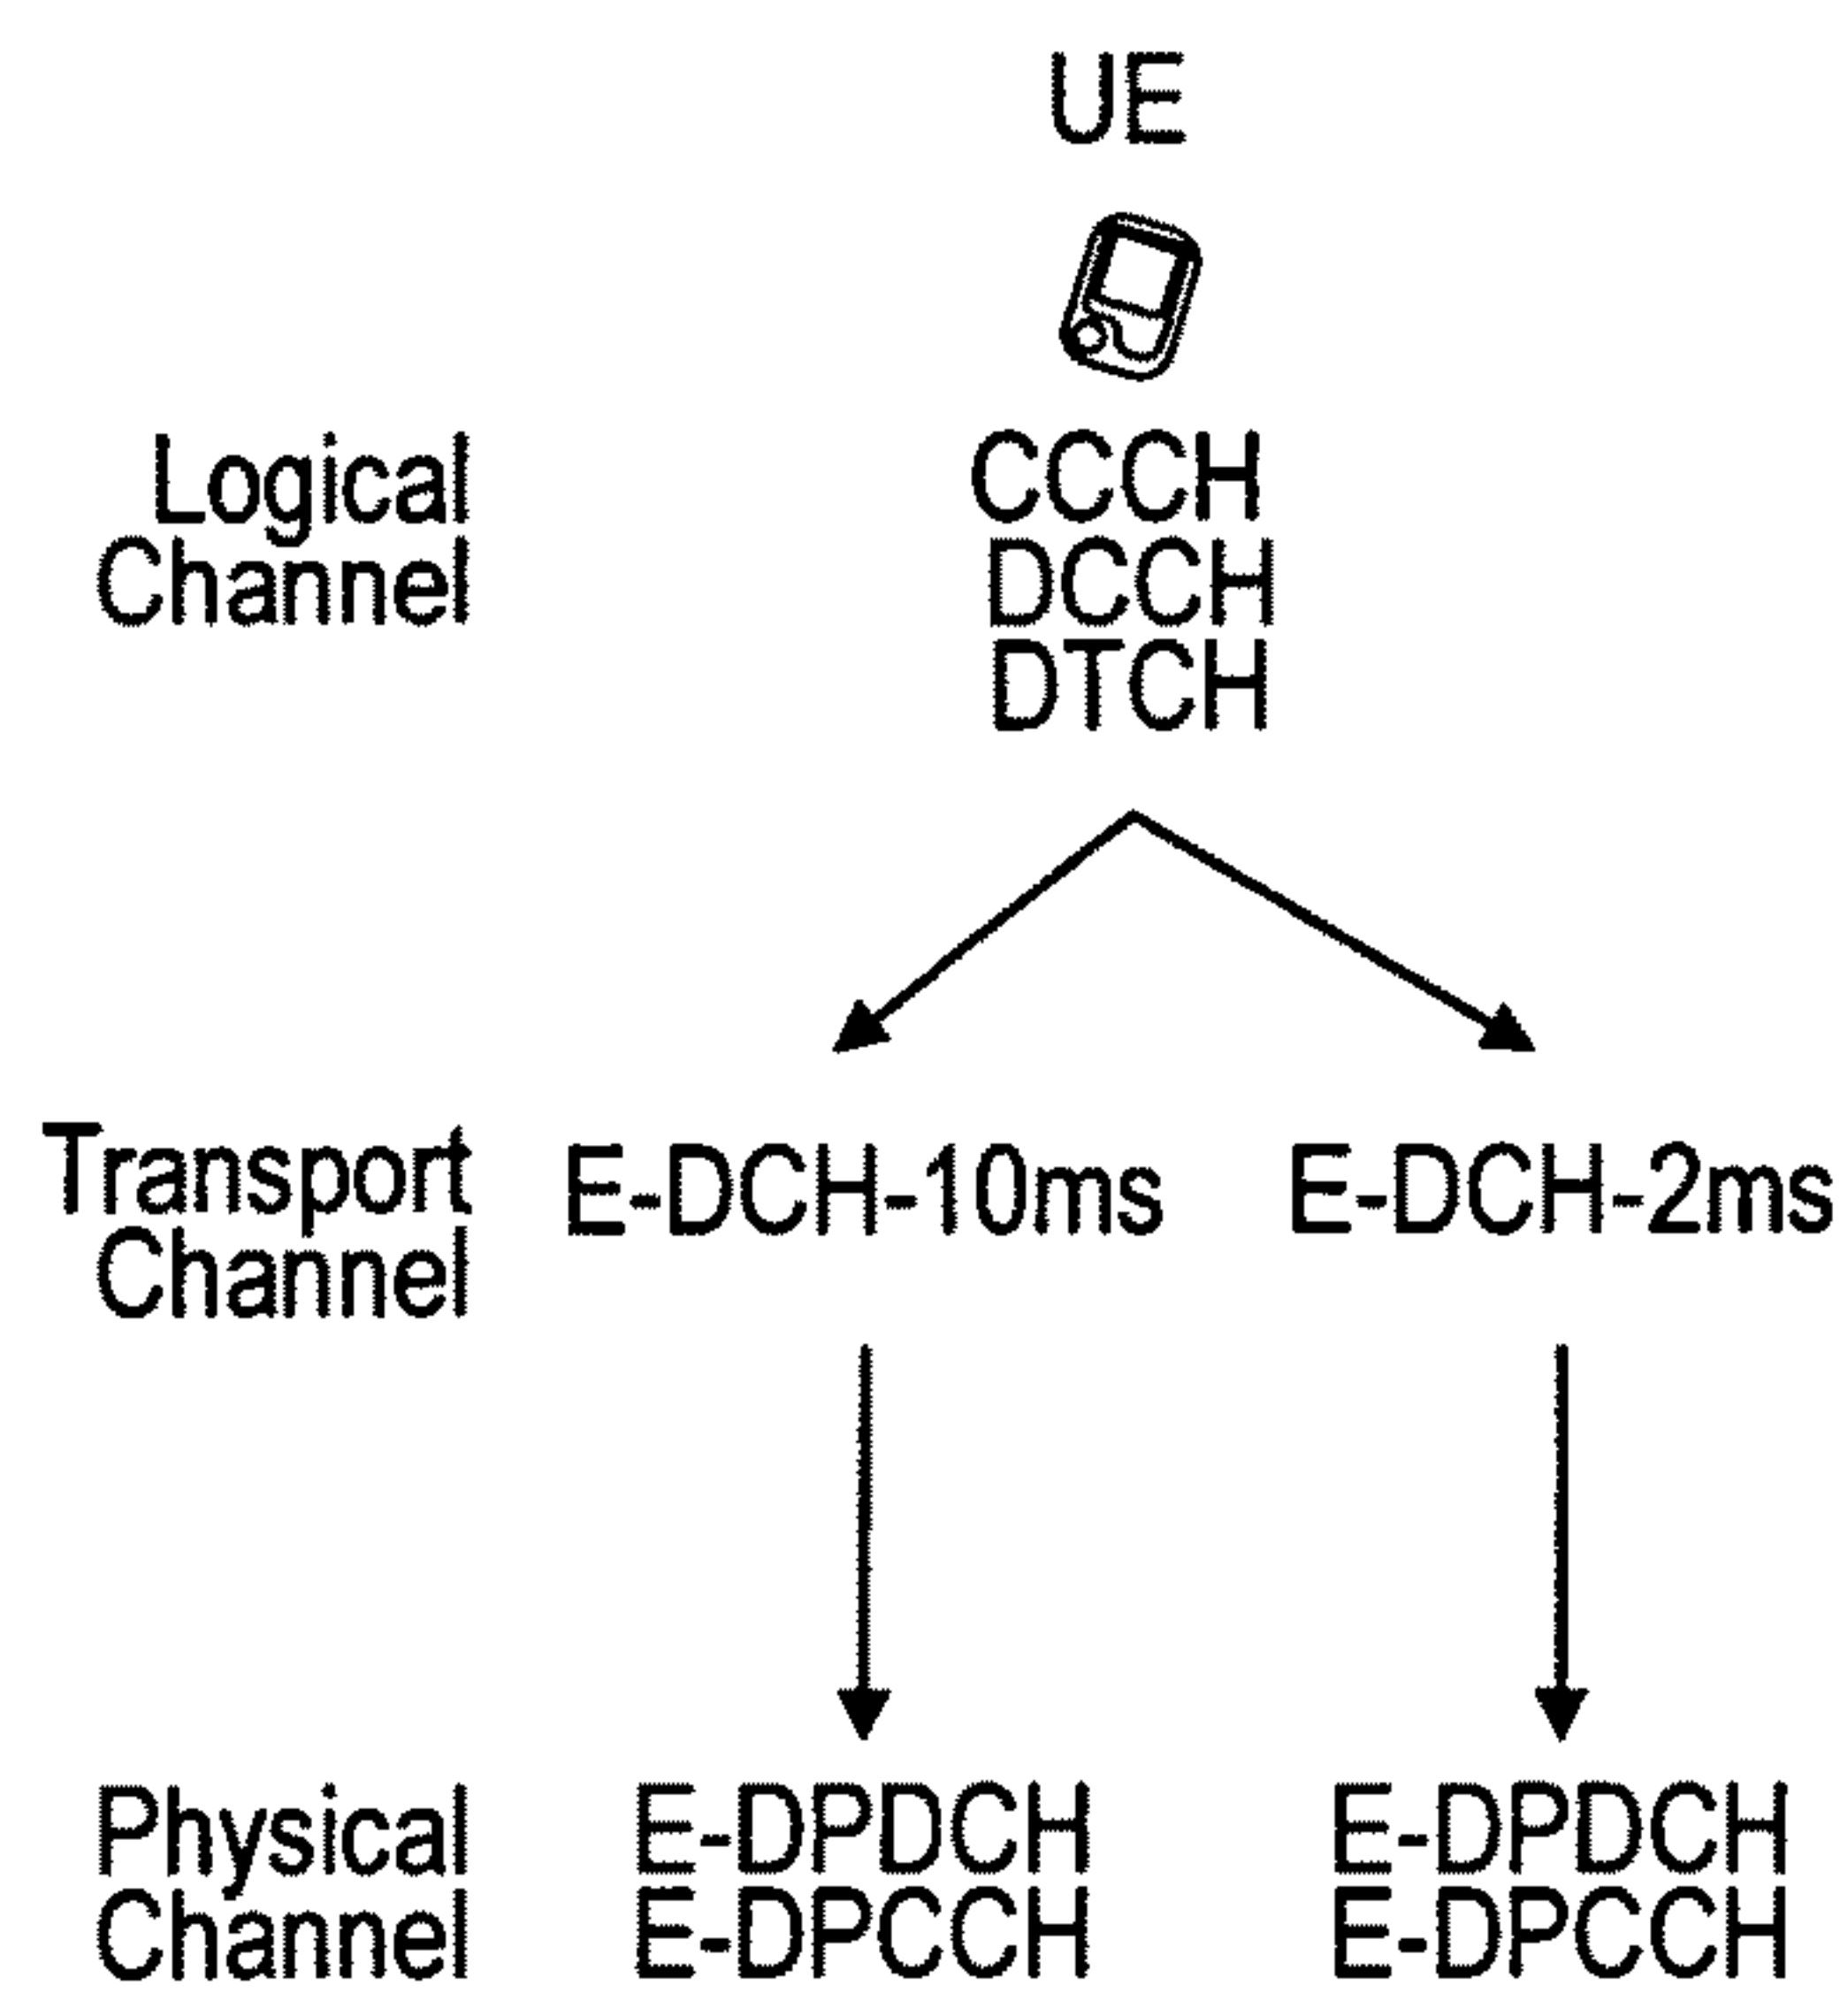 UE
Logical
Channel
CCCH
DCCH
DTCH
Transport
Channel
E-DCH-10ms
E-DCH-2ms
Physical
Channel
E-DPDCH
E-DPCCH
E-DPDCH
E-DPCCH